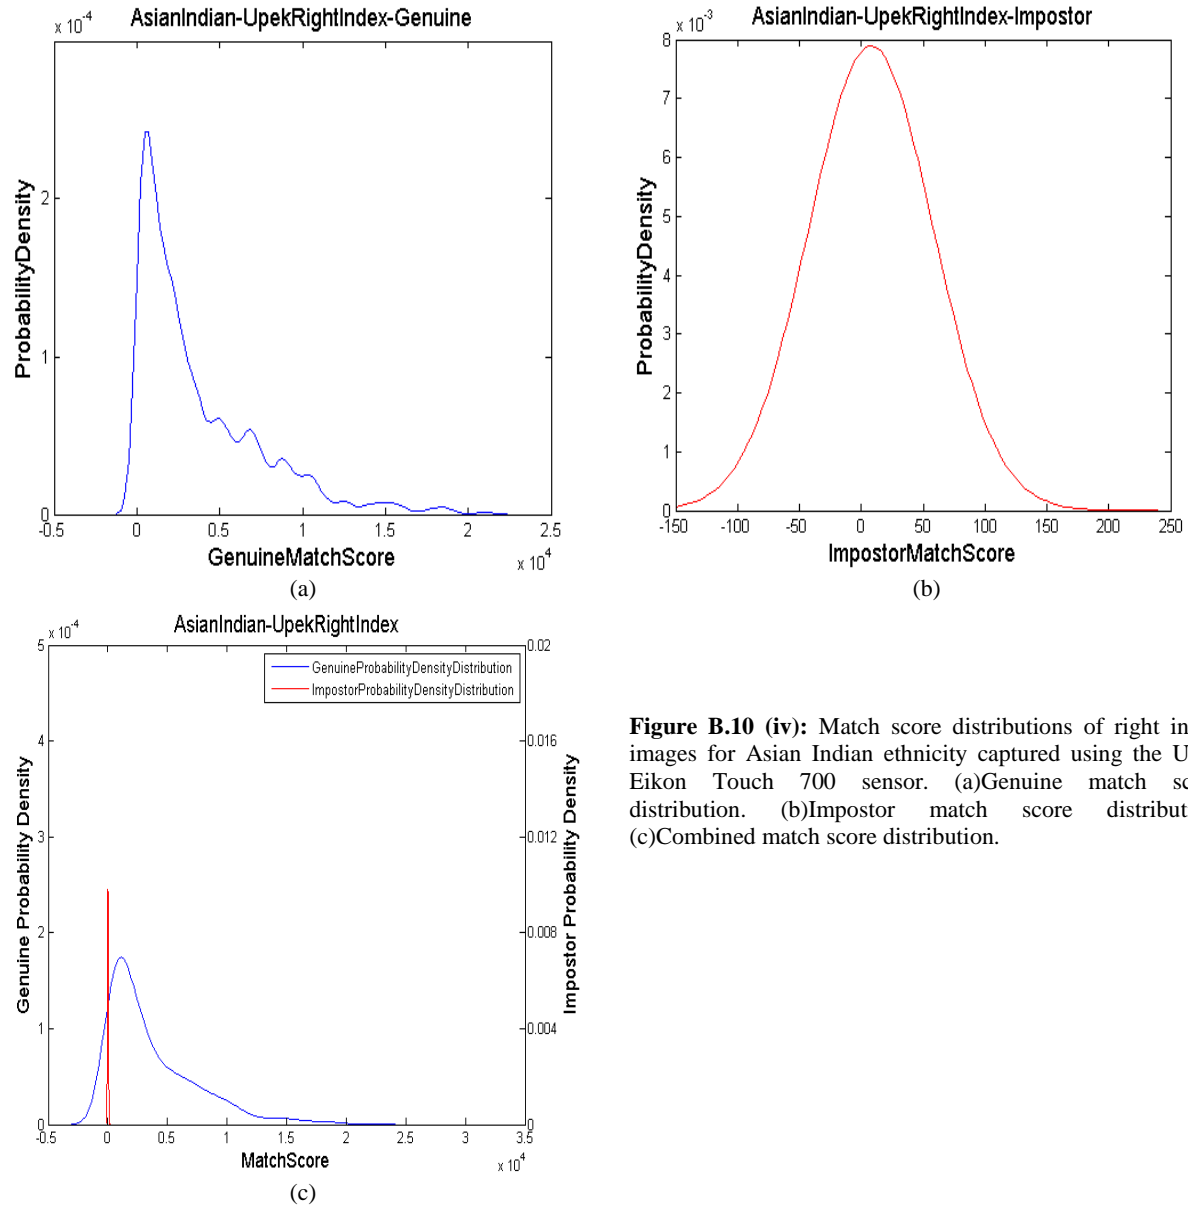 AsianIndian-UpekRightIndex-Genuine
x 10⁻⁴
ProbabilityDensity
2
1
0
-0.5 0 0.5 1 1.5 2 2.5
x 10⁴
GenuineMatchScore
(a)
AsianIndian-UpekRightIndex-Impostor
x 10⁻³
ProbabilityDensity
8
7
6
5
4
3
2
1
0
-150 -100 -50 0 50 100 150 200 250
ImpostorMatchScore
(b)
AsianIndian-UpekRightIndex
x 10⁻⁴
GenuineProbabilityDensityDistribution
ImpostorProbabilityDensityDistribution
Genuine Probability Density
5
4
3
2
1
0
0.02
0.016
0.012
0.008
0.004
0
Impostor Probability Density
-0.5 0 0.5 1 1.5 2 2.5 3 3.5
x 10⁴
MatchScore
(c)
Figure B.10 (iv): Match score distributions of right in
images for Asian Indian ethnicity captured using the U
Eikon Touch 700 sensor. (a)Genuine match sc
distribution. (b)Impostor match score distribut
(c)Combined match score distribution.